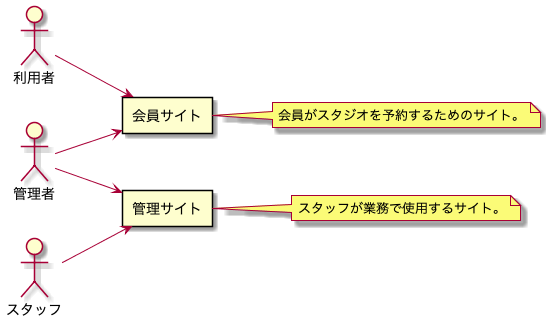 利用者
会員サイト
会員がスタジオを予約するためのサイト。
管理者
管理サイト
スタッフが業務で使用するサイト。
スタッフ